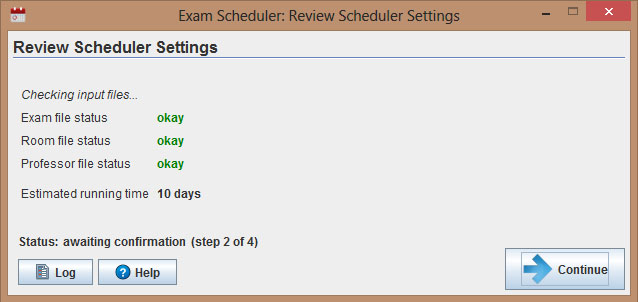 Exam Scheduler: Review Scheduler Settings
Review Scheduler Settings
Checking input files...
Exam file status okay
Room file status okay
Professor file status okay
Estimated running time 10 days
Status: awaiting confirmation (step 2 of 4)
Log Help Continue